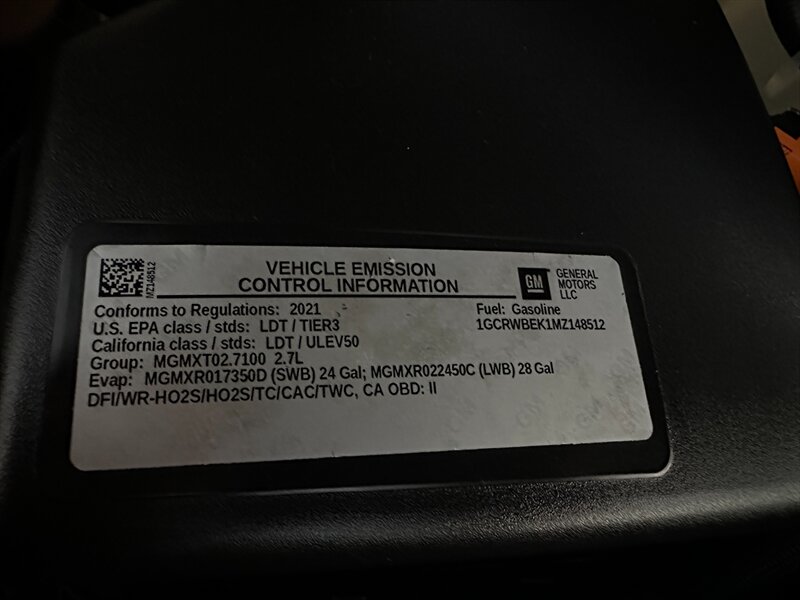 MZ148512
VEHICLE EMISSION
CONTROL INFORMATION
GM
GENERAL
MOTORS
LLC
Conforms to Regulations: 2021
Fuel: Gasoline
U.S. EPA class / stds: LDT / TIER3
1GCRWBEK1MZ148512
California class / stds: LDT / ULEV50
Group: MGMXT02.7100 2.7L
Evap: MGMXR017350D (SWB) 24 Gal; MGMXR022450C (LWB) 28 Gal
DFI/WR-HO2S/HO2S/TC/CAC/TWC, CA OBD: II